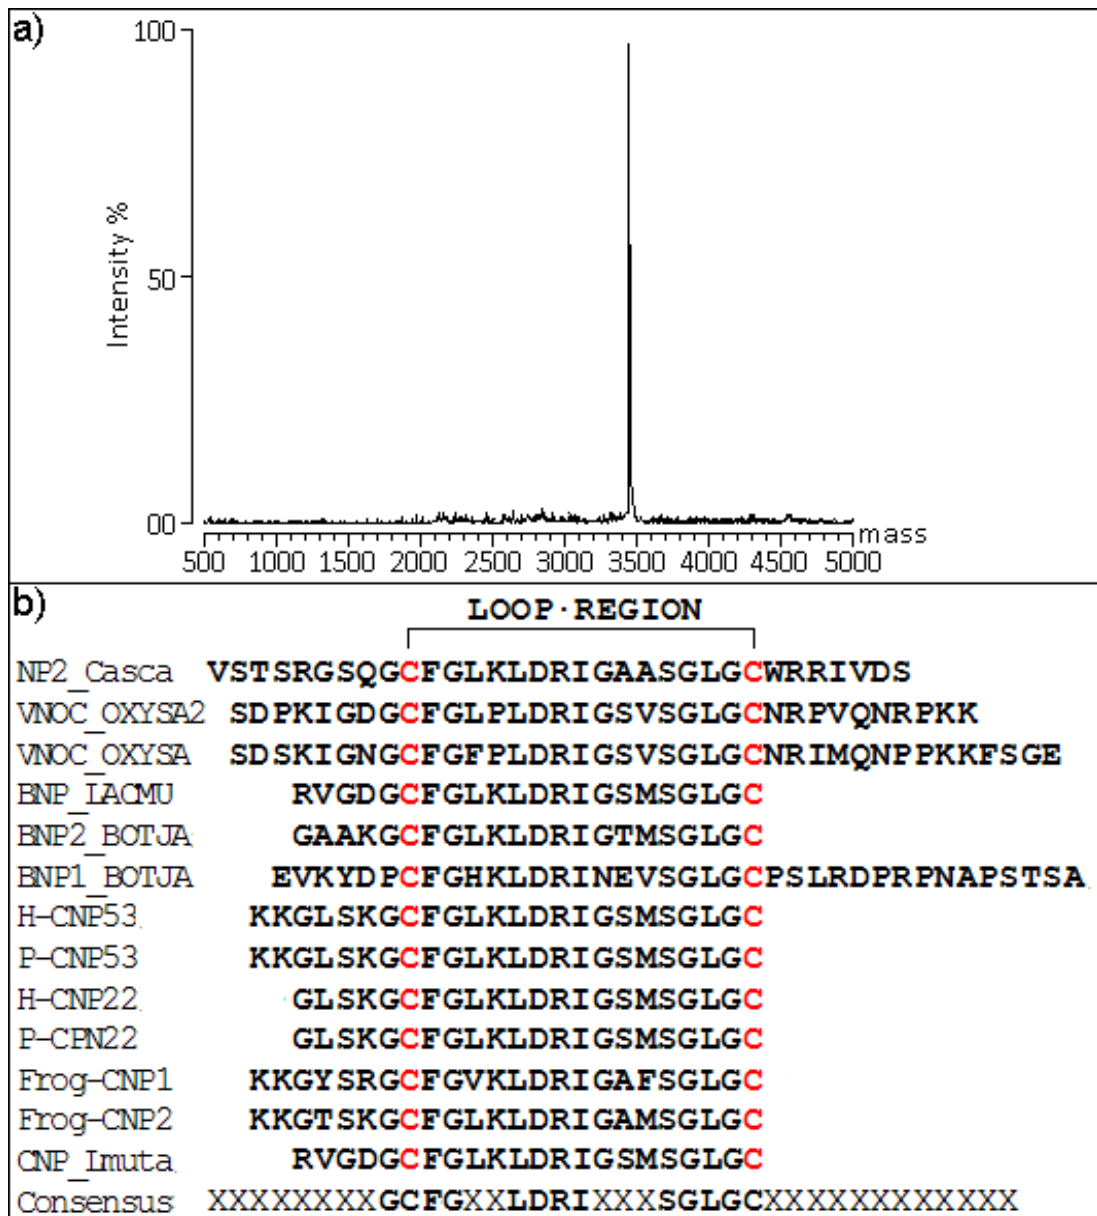 a)
100
50
00
Intensity %
mass
500 1000 1500 2000 2500 3000 3500 4000 4500 5000
b)
LOOP·REGION
NP2_Casca VSTSRGSQGCFGLKLDRIGAASGLGCWRRIVDS
VNOC_OXYSA2 SDPKIGDGCFGLPLDRIGSVSGLGCNRPVQNRPKK
VNOC_OXYSA SDSKIGNGCFGFPLDRIGSVSGLGCNRIMQNPPKKFSGE
BNP_LACMU RVGDGCFGLKLDRIGSMSGLGC
BNP2_BOTJA GAAKGCFGLKLDRIGTMSGLGC
BNP1_BOTJA EVKYDPCFGHKLDRINEVSGLGCPSLRDPRPNAPSTSA
H-CNP53 KKGLSKGCFGLKLDRIGSMSGLGC
P-CNP53 KKGLSKGCFGLKLDRIGSMSGLGC
H-CNP22 GLSKGCFGLKLDRIGSMSGLGC
P-CPN22 GLSKGCFGLKLDRIGSMSGLGC
Frog-CNP1 KKGYSRGCFGVKLDRIGAFSGLGC
Frog-CNP2 KKGTSKGCFGLKLDRIGAMSGLGC
CNP_Lmuta RVGDGCFGLKLDRIGSMSGLGC
Consensus XXXXXXXXGCFGXXLDRIXXXSGLGCXXXXXXXXXXXX